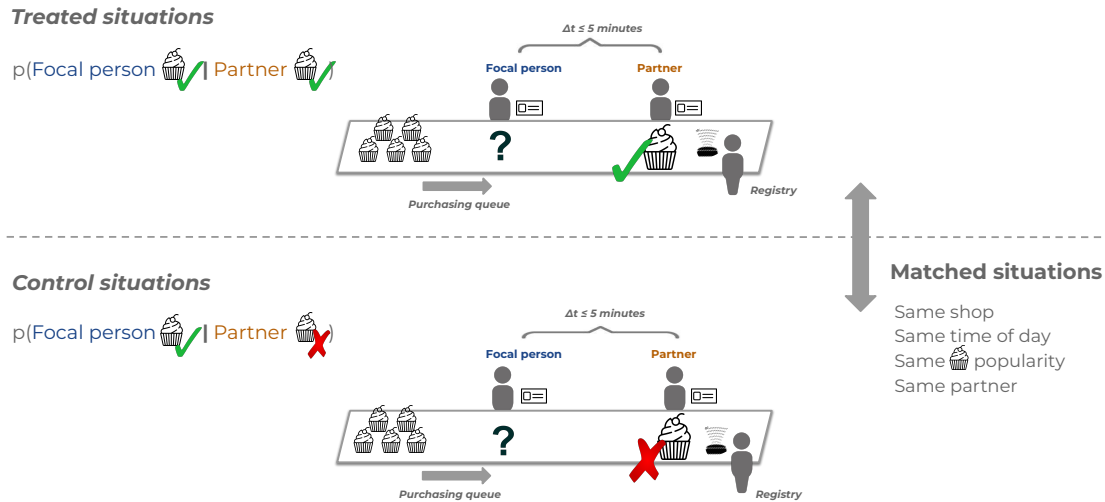 Treated situations
p(Focal person | Partner )
Δt ≤ 5 minutes
Focal person
Partner
?
Purchasing queue
Registry
Control situations
p(Focal person | Partner )
Δt ≤ 5 minutes
Focal person
Partner
?
Purchasing queue
Registry
Matched situations
Same shop
Same time of day
Same popularity
Same partner